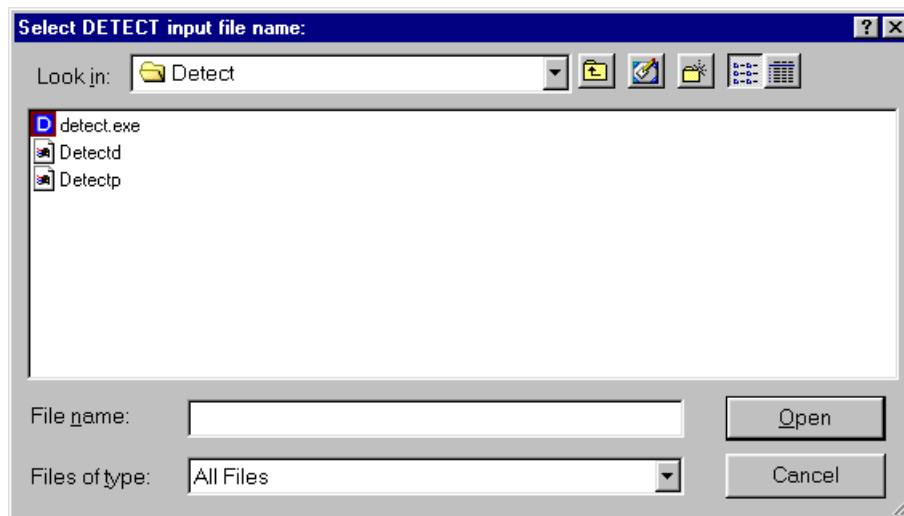 Select DETECT input file name:
Look in: Detect
detect.exe
Detectd
Detectp
File name: Open
Files of type: All Files Cancel